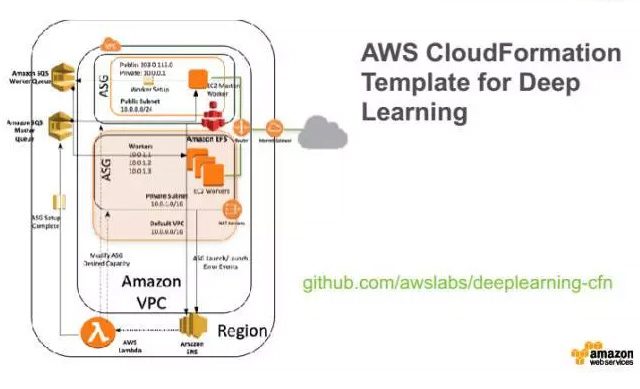 AWS CloudFormation
Template for Deep
Learning
github.com/awslabs/deeplearning-cfn
VPC
ASG
Public:
Private: 10.0.0.1
Worker Setup
Public Subnet
10.0.0.0/24
EC2 Master
Worker
Amazon SQS
Worker Queue
Amazon SQS
Master
Queue
Amazon EFS
Router
Internet Gateway
ASG
Workers
10.0.1.1
10.0.1.2
10.0.1.3
EC2 Workers
Private Subnet
10.0.1.0/16
Default VPC
10.0.0.0/16
ASG Setup
Complete
Modify ASG
Desired Capacity
ASG Launch/Launch
Error Events
Amazon
VPC
Region
AWS
Lambda
Amazon
SNS
amazon
webservices